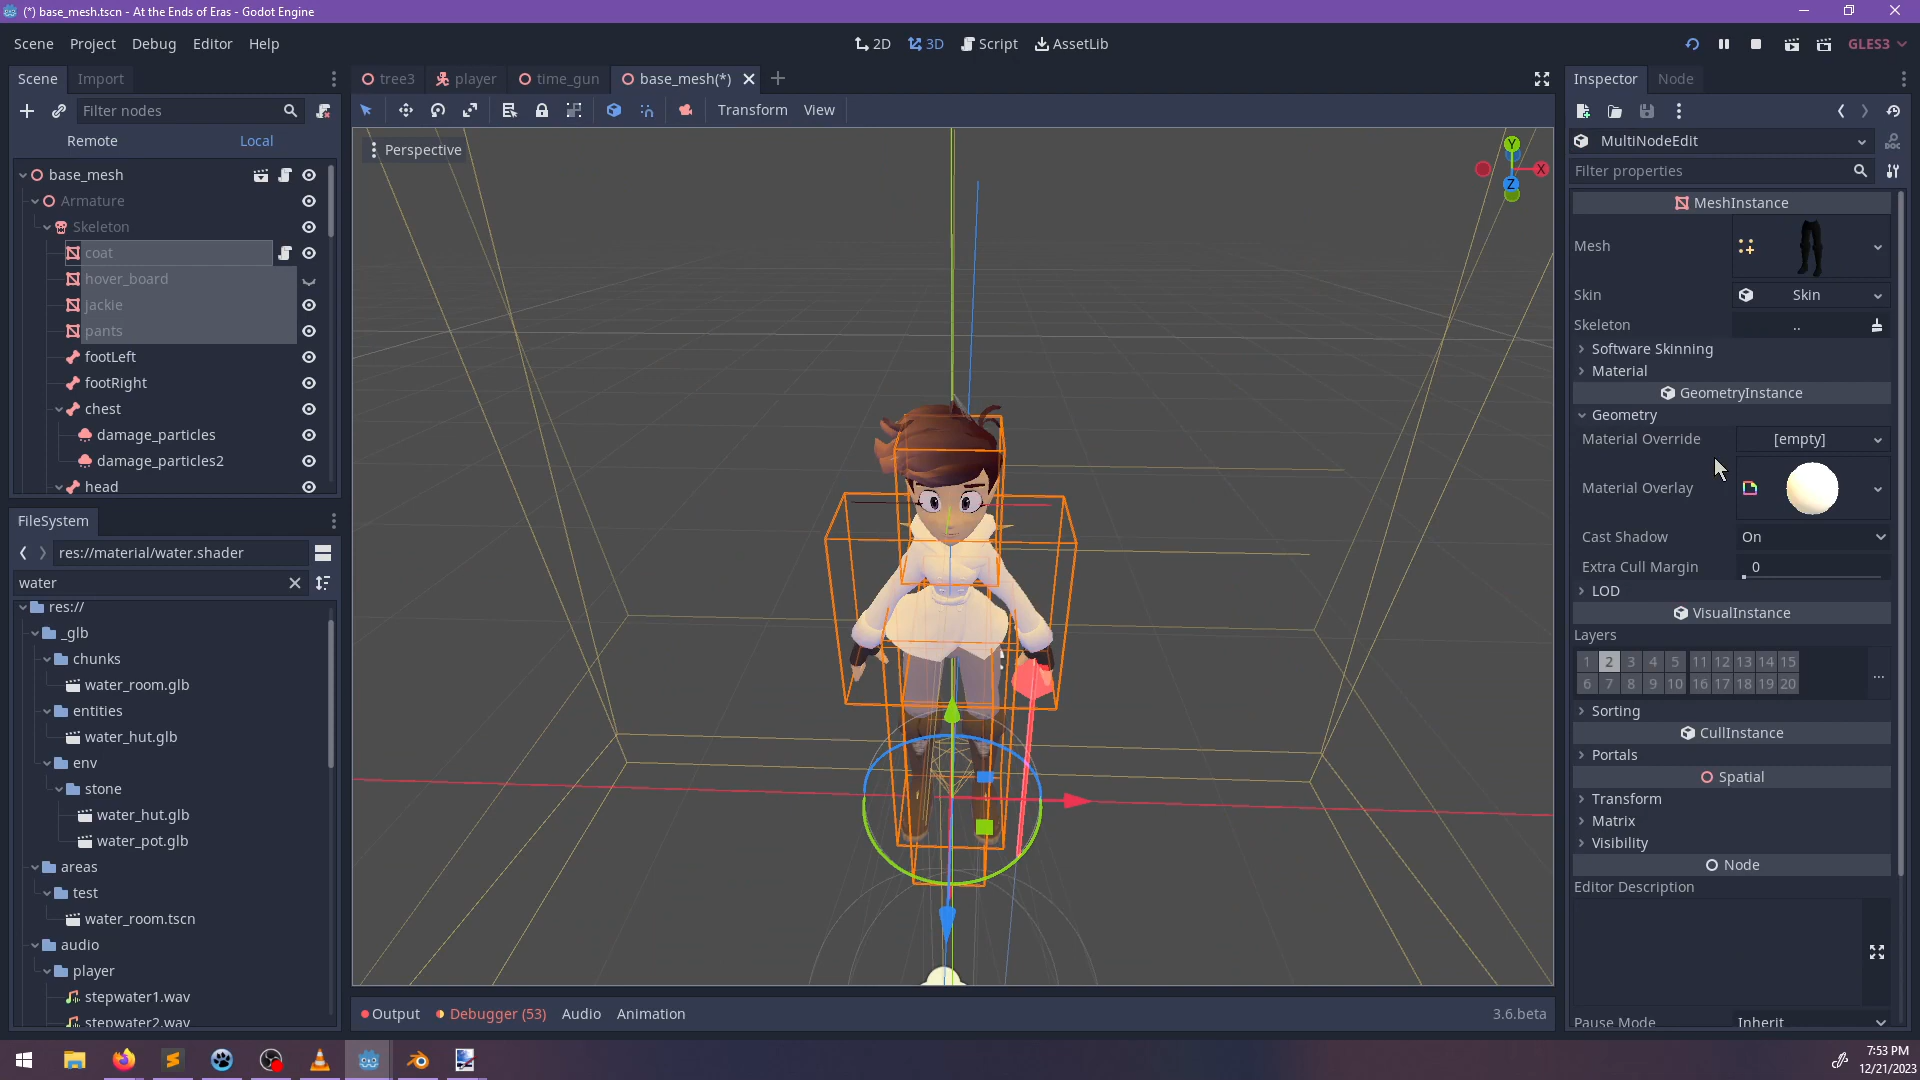 (*) base_mesh.tscn - At the Ends of Eras - Godot Engine
Scene Project Debug Editor Help
2D 3D Script AssetLib
GLES3
Scene Import
tree3 player time_gun base_mesh(*)
Inspector Node
Filter nodes
Transform View
Remote Local
MultiNodeEdit
Perspective
Filter properties
base_mesh
Armature
Skeleton
coat
hover_board
jackie
pants
footLeft
footRight
chest
damage_particles
damage_particles2
head
FileSystem
res://material/water.shader
water
res://
_glb
chunks
water_room.glb
entities
water_hut.glb
env
stone
water_hut.glb
water_pot.glb
areas
test
water_room.tscn
audio
player
stepwater1.wav
stepwater2.wav
Y
X
Z
MeshInstance
Mesh
Skin Skin
Skeleton ..
Software Skinning
Material
GeometryInstance
Geometry
Material Override [empty]
Material Overlay
Cast Shadow On
Extra Cull Margin 0
LOD
VisualInstance
Layers
1 2 3 4 5 11 12 13 14 15
6 7 8 9 10 16 17 18 19 20
...
Sorting
CullInstance
Portals
Spatial
Transform
Matrix
Visibility
Node
Editor Description
Pause Mode Inherit
Output Debugger (53) Audio Animation 3.6.beta
7:53 PM
12/21/2023